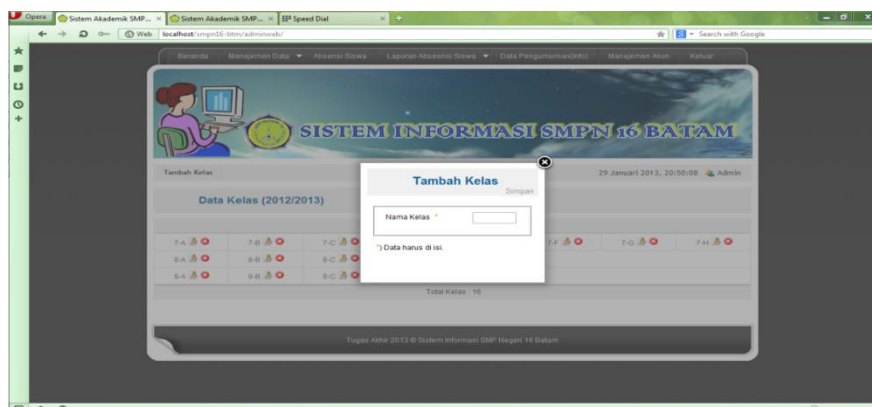 Opera Sistem Akademik SMP... Sistem Akademik SMP... Speed Dial
Web localhost/smpn16-btm/adminweb/ Search with Google
Beranda Manajemen Data Absensi Siswa Laporan Absensi Siswa Data Pengumuman(Info) Manajemen Akun Keluar
SISTEM INFORMASI SMPN 16 BATAM
Tambah Kelas 29 Januari 2013, 20:50:08 Admin
Tambah Kelas
Simpan
Data Kelas (2012/2013)
Nama Kelas *
7-A 7-B 7-C 7-F 7-G 7-H
*) Data harus di isi.
8-A 8-B 8-C
9-A 9-B 9-C
Total Kelas : 16
Tugas Akhir 2013 © Sistem Informasi SMP Negeri 16 Batam